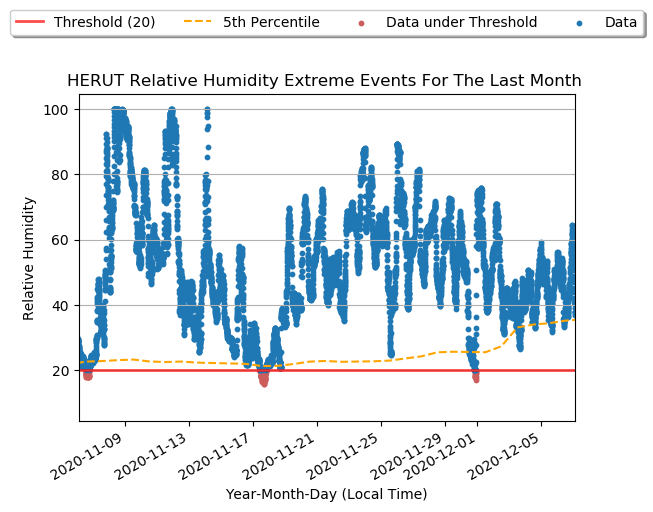 Threshold (20) 5th Percentile Data under Threshold Data
HERUT Relative Humidity Extreme Events For The Last Month
100
80
60
40
20
Relative Humidity
2020-11-09 2020-11-13 2020-11-17 2020-11-21 2020-11-25 2020-11-29 2020-12-01 2020-12-05
Year-Month-Day (Local Time)